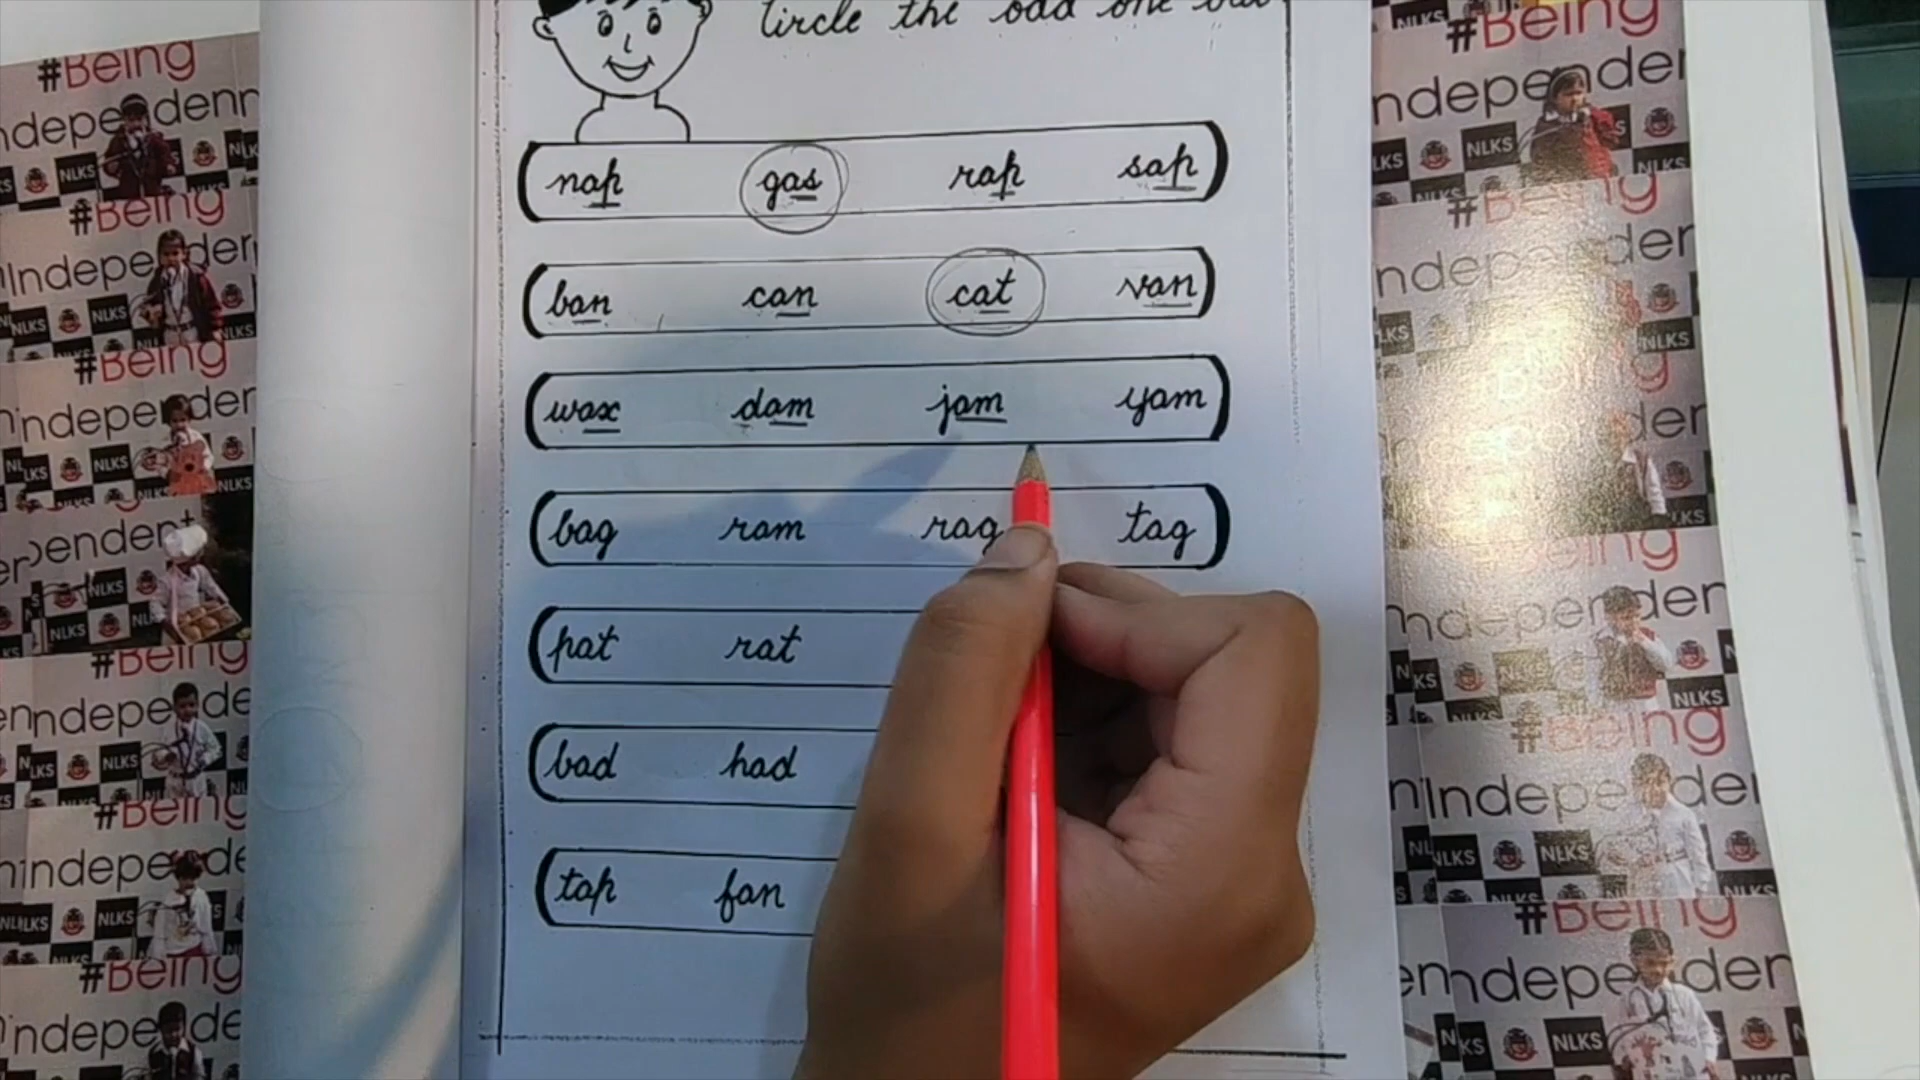 Circle the odd one out
nap gas rap sap
ban can cat van
wax dam jam yam
bag ram rag tag
pat rat
bad had
tap fan
#Being
Independent
NLKS